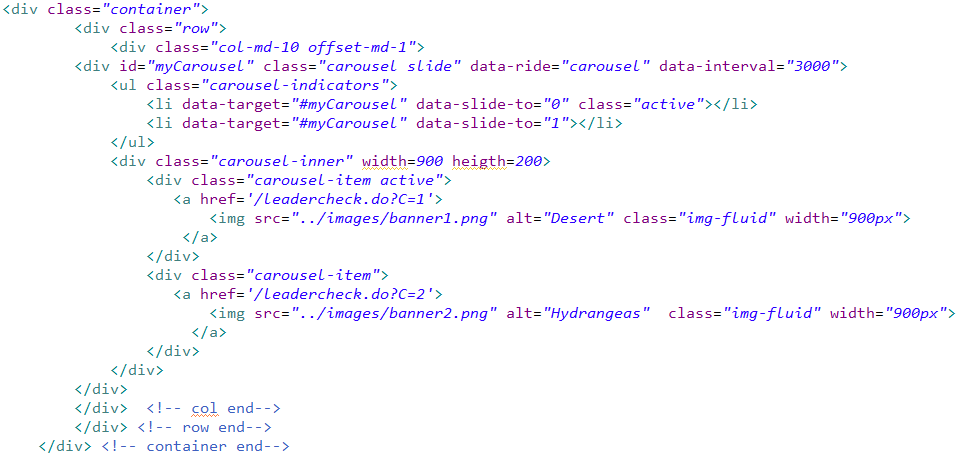 <div class="container">
<div class="row">
<div class="col-md-10 offset-md-1">
<div id="myCarousel" class="carousel slide" data-ride="carousel" data-interval="3000">
<ul class="carousel-indicators">
<li data-target="#myCarousel" data-slide-to="0" class="active"></li>
<li data-target="#myCarousel" data-slide-to="1"></li>
</ul>
<div class="carousel-inner" width=900 heigth=200>
<div class="carousel-item active">
<a href='/leadercheck.do?C=1'>
<img src="../images/banner1.png" alt="Desert" class="img-fluid" width="900px">
</a>
</div>
<div class="carousel-item">
<a href='/leadercheck.do?C=2'>
<img src="../images/banner2.png" alt="Hydrangeas"  class="img-fluid" width="900px">
</a>
</div>
</div>
</div>
</div>  <!-- col end-->
</div> <!-- row end-->
</div> <!-- container end-->